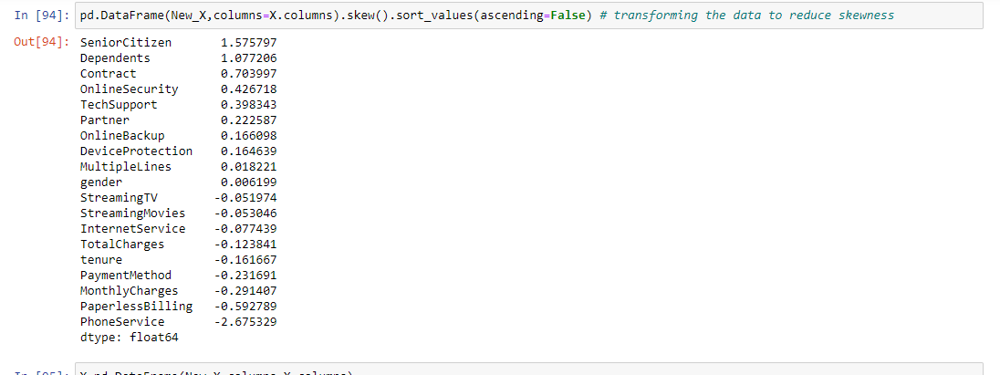 In [94]: pd.DataFrame(New_X,columns=X.columns).skew().sort_values(ascending=False) # transforming the data to reduce skewness
Out[94]: SeniorCitizen 1.575797
Dependents 1.077206
Contract 0.703997
OnlineSecurity 0.426718
TechSupport 0.398343
Partner 0.222587
OnlineBackup 0.166098
DeviceProtection 0.164639
MultipleLines 0.018221
gender 0.006199
StreamingTV -0.051974
StreamingMovies -0.053046
InternetService -0.077439
TotalCharges -0.123841
tenure -0.161667
PaymentMethod -0.231691
MonthlyCharges -0.291407
PaperlessBilling -0.592789
PhoneService -2.675329
dtype: float64